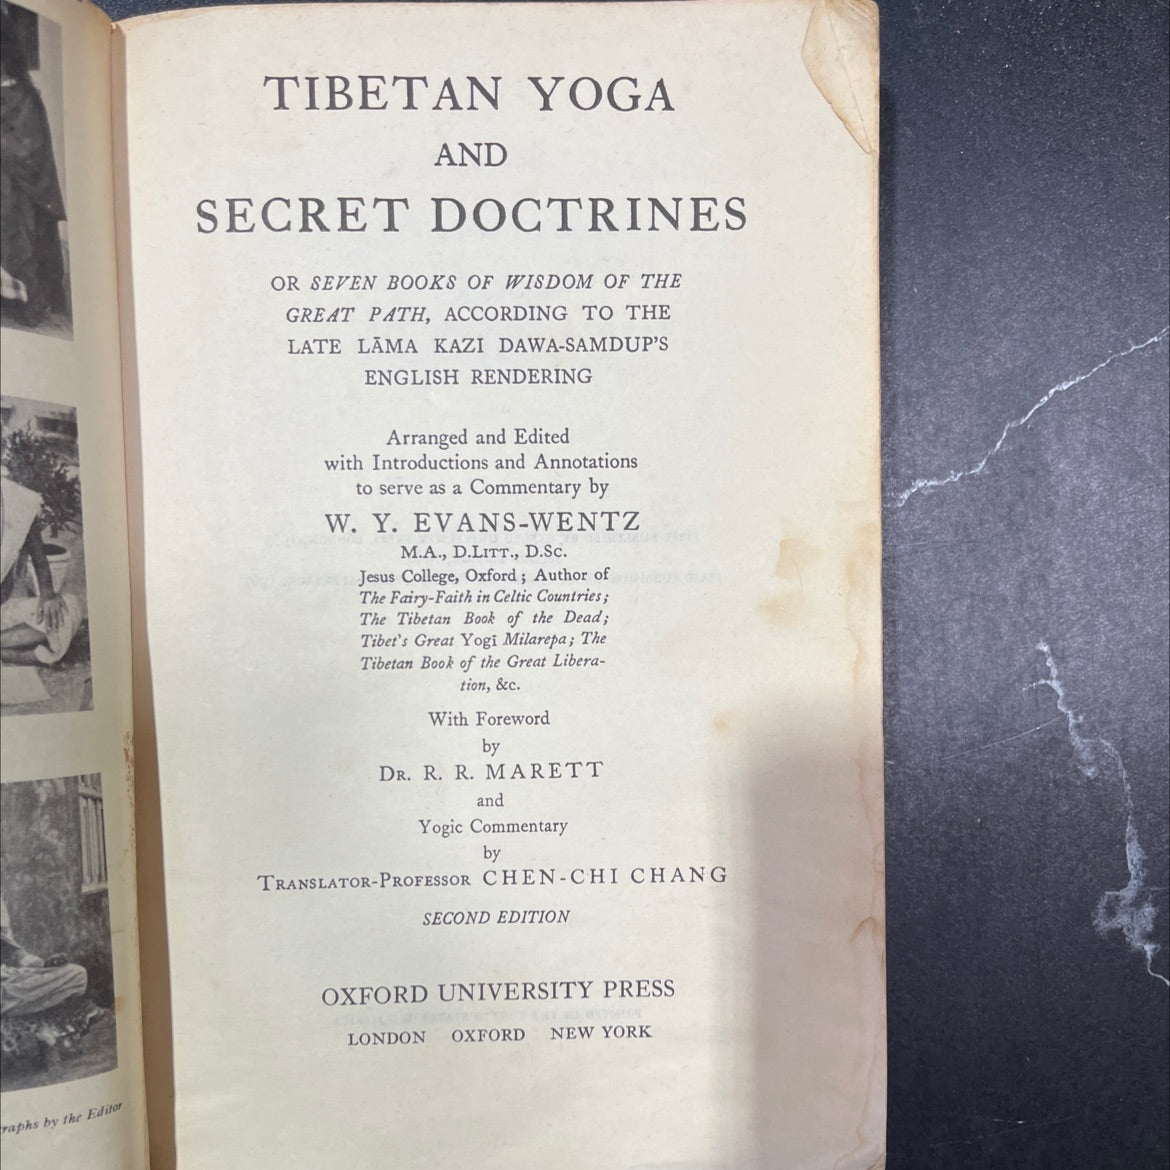 TIBETAN YOGA
AND
SECRET DOCTRINES
OR SEVEN BOOKS OF WISDOM OF THE
GREAT PATH, ACCORDING TO THE
LATE LĀMA KAZI DAWA-SAMDUP'S
ENGLISH RENDERING
Arranged and Edited
with Introductions and Annotations
to serve as a Commentary by
W. Y. EVANS-WENTZ
M.A., D.LITT., D.Sc.
Jesus College, Oxford ; Author of
The Fairy-Faith in Celtic Countries;
The Tibetan Book of the Dead;
Tibet's Great Yogī Milarepa; The
Tibetan Book of the Great Libera-
tion, &c.
With Foreword
by
DR. R. R. MARETT
and
Yogic Commentary
by
TRANSLATOR-PROFESSOR CHEN-CHI CHANG
SECOND EDITION
OXFORD UNIVERSITY PRESS
LONDON OXFORD NEW YORK
by the Editor